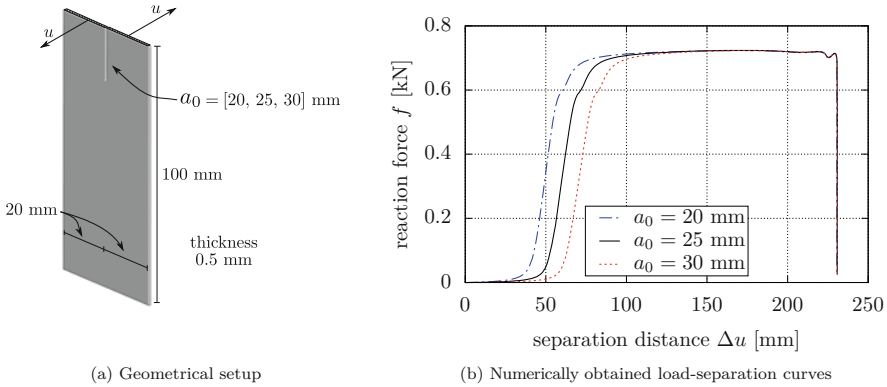 u
u
a₀ = [20, 25, 30] mm
100 mm
20 mm
thickness
0.5 mm
(a) Geometrical setup
reaction force f [kN]
0.8
0.6
0.4
0.2
0
a₀ = 20 mm
a₀ = 25 mm
a₀ = 30 mm
0 50 100 150 200 250
separation distance Δu [mm]
(b) Numerically obtained load-separation curves